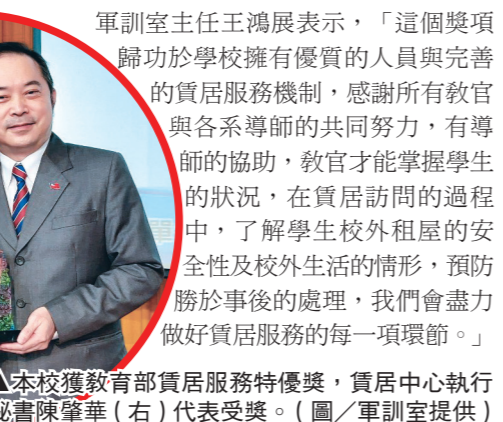 軍訓室主任王鴻展表示，「這個獎項
歸功於學校擁有優質的人員與完善
的賃居服務機制，感謝所有教官
與各系導師的共同努力，有導
師的協助，教官才能掌握學生
的狀況，在賃居訪問的過程
中，了解學生校外租屋的安
全性及校外生活的情形，預防
勝於事後的處理，我們會盡力
做好賃居服務的每一項環節。」
▲本校獲教育部賃居服務特優獎，賃居中心執行
秘書陳肇華（右）代表受獎。（圖／軍訓室提供）